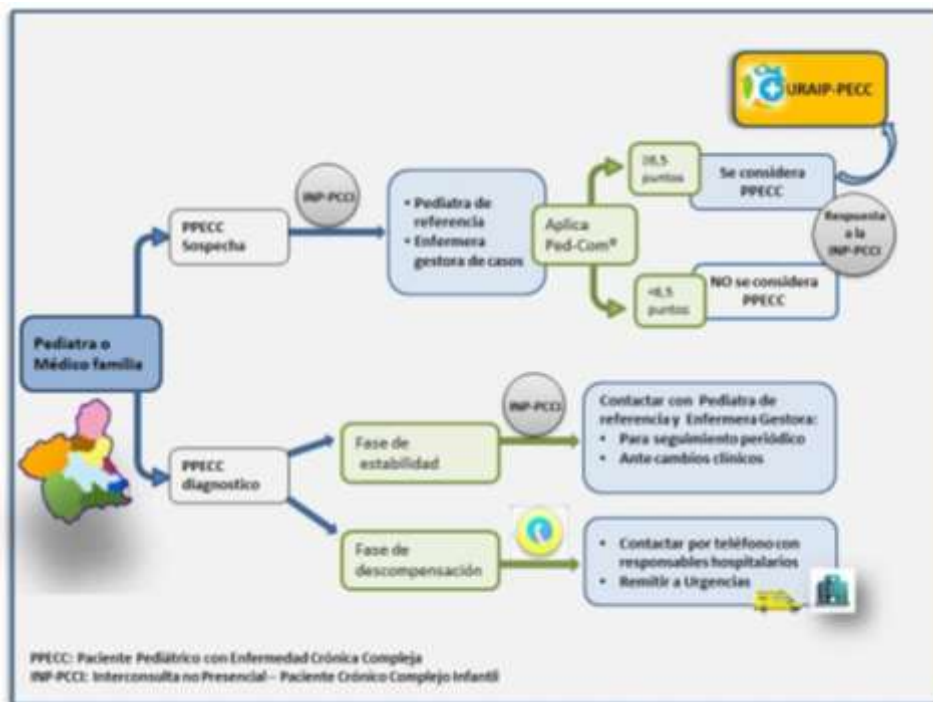 URAIP-PECC
INP-PCCI
PPECC
Sospecha
• Pediatra de
referencia
• Enfermera
gestora de casos
Aplica
Ped-Com®
≥6,5
puntos
Se considera
PPECC
Respuesta
a la
INP-PCCI
<6,5
puntos
NO se considera
PPECC
Pediatra o
Médico familia
PPECC
diagnostico
Fase de
estabilidad
INP-PCCI
Contactar con Pediatra de
referencia y Enfermera Gestora:
• Para seguimiento periódico
• Ante cambios clínicos
Fase de
descompensación
• Contactar por teléfono con
responsables hospitalarios
• Remitir a Urgencias
PPECC: Paciente Pediátrico con Enfermedad Crónica Compleja
INP-PCCI: Interconsulta no Presencial – Paciente Crónico Complejo Infantil